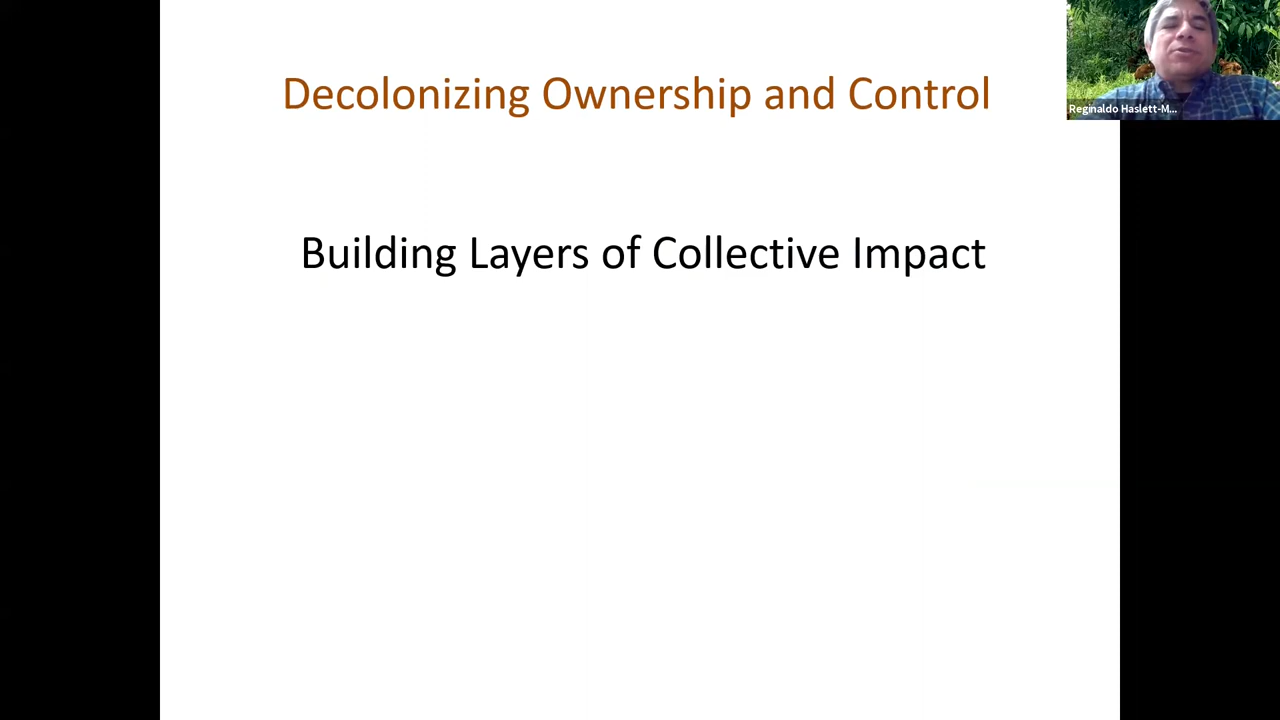 Decolonizing Ownership and Control
Reginaldo Haslett-M...
Building Layers of Collective Impact